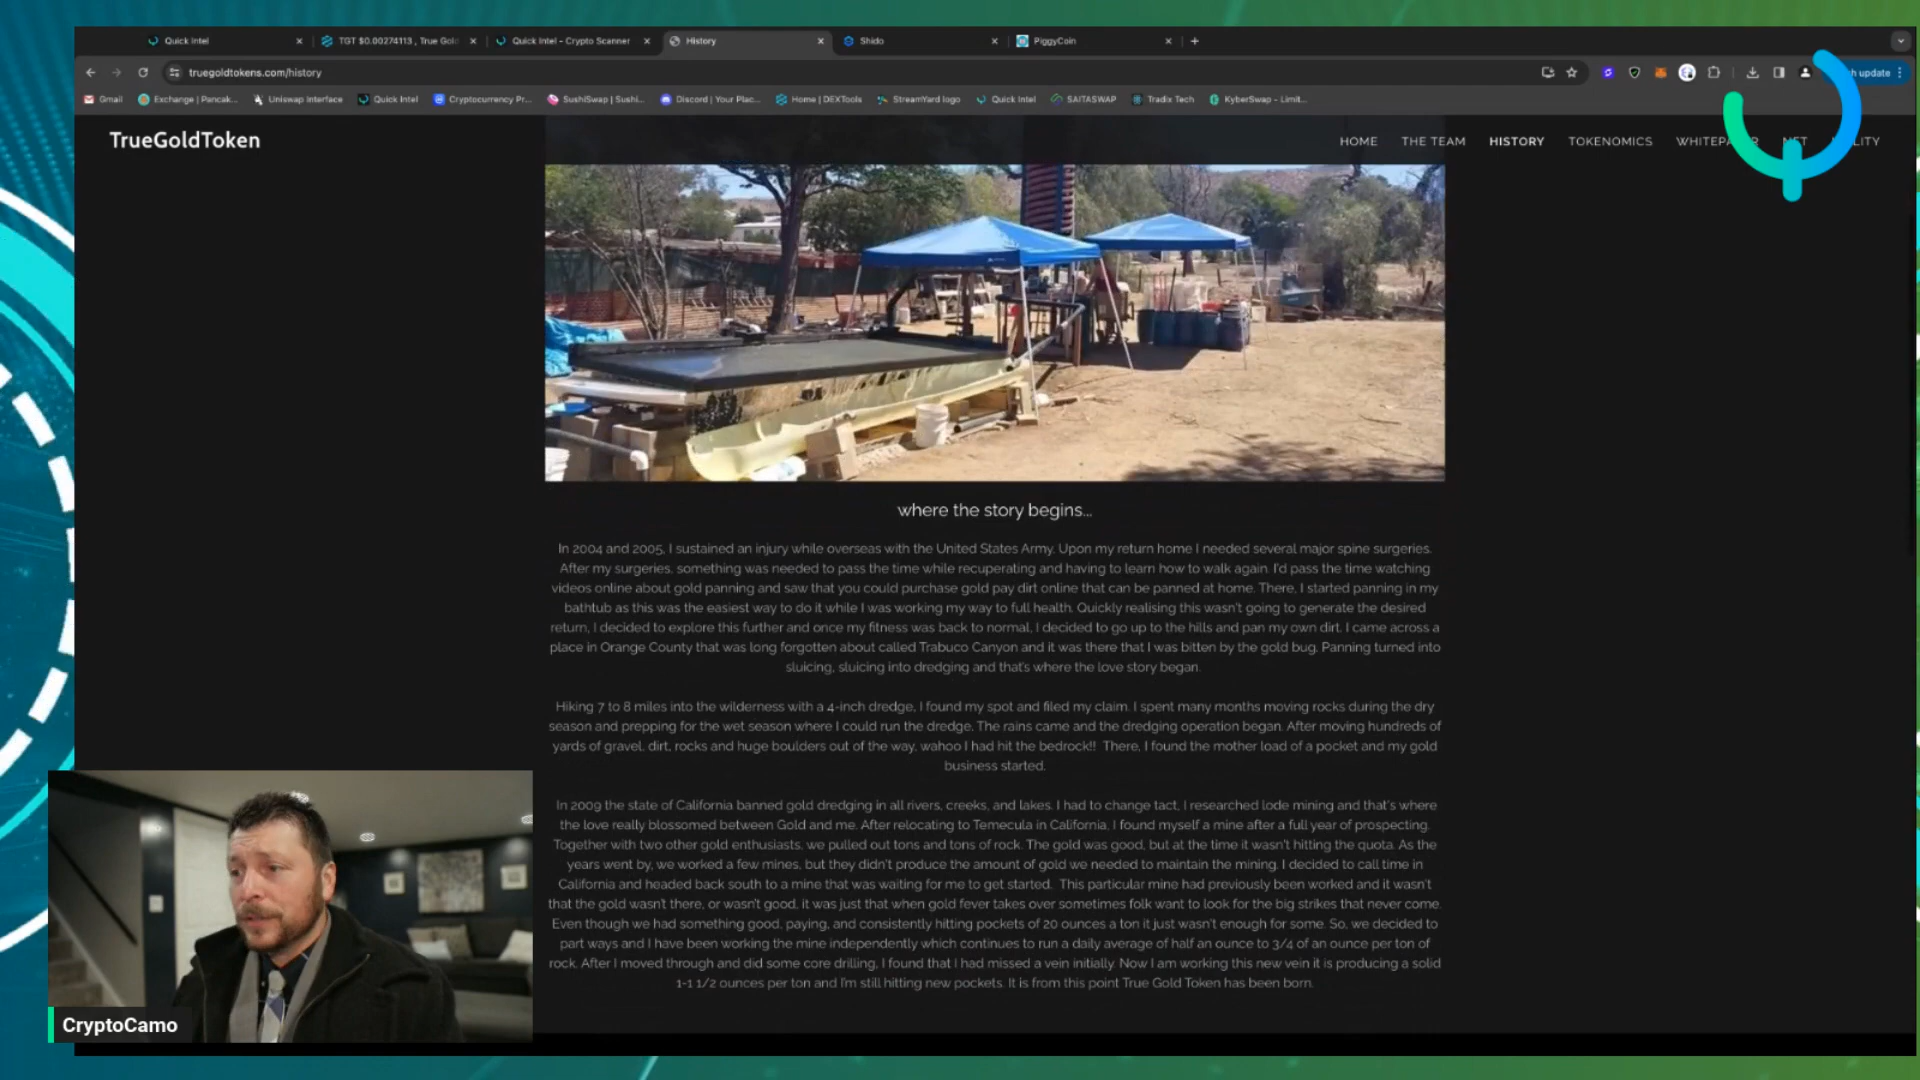 Quick Intel
TGT $0.00274113 , True Gol
Quick Intel - Crypto Scanner
History
Shido
PiggyCoin
truegoldtokens.com/history
h update
Gmail
Exchange | Pancak...
Uniswap Interface
Quick Intel
Cryptocurrency Pr...
SushiSwap | Sushi...
Discord | Your Plac...
Home | DEXTools
StreamYard logo
Quick Intel
SAITASWAP
Tradix Tech
KyberSwap - Limit...
TrueGoldToken
HOME
THE TEAM
HISTORY
TOKENOMICS
where the story begins...
In 2004 and 2005, I sustained an injury while overseas with the United States Army. Upon my return home I needed several major spine surgeries.
After my surgeries, something was needed to pass the time while recuperating and having to learn how to walk again. I'd pass the time watching
videos online about gold panning and saw that you could purchase gold pay dirt online that can be panned at home. There, I started panning in my
bathtub as this was the easiest way to do it while I was working my way to full health. Quickly realising this wasn't going to generate the desired
return, I decided to explore this further and once my fitness was back to normal, I decided to go up to the hills and pan my own dirt. I came across a
place in Orange County that was long forgotten about called Trabuco Canyon and it was there that I was bitten by the gold bug. Panning turned into
sluicing, sluicing into dredging and that's where the love story began.
Hiking 7 to 8 miles into the wilderness with a 4-inch dredge, I found my spot and filed my claim. I spent many months moving rocks during the dry
season and prepping for the wet season where I could run the dredge. The rains came and the dredging operation began. After moving hundreds of
yards of gravel, dirt, rocks and huge boulders out of the way, wahoo I had hit the bedrock!! There, I found the mother load of a pocket and my gold
business started.
In 2009 the state of California banned gold dredging in all rivers, creeks, and lakes. I had to change tact, I researched lode mining and that's where
the love really blossomed between Gold and me. After relocating to Temecula in California, I found myself a mine after a full year of prospecting.
Together with two other gold enthusiasts, we pulled out tons and tons of rock. The gold was good, but at the time it wasn't hitting the quota. As the
years went by, we worked a few mines, but they didn't produce the amount of gold we needed to maintain the mining. I decided to call time in
California and headed back south to a mine that was waiting for me to get started. This particular mine had previously been worked and it wasn't
that the gold wasn't there, or wasn't good, it was just that when gold fever takes over sometimes folk want to look for the big strikes that never come.
Even though we had something good, paying, and consistently hitting pockets of 20 ounces a ton it just wasn't enough for some. So, we decided to
part ways and I have been working the mine independently which continues to run a daily average of half an ounce to 3/4 of an ounce per ton of
rock. After I moved through and did some core drilling, I found that I had missed a vein initially. Now I am working this new vein it is producing a solid
1-1 1/2 ounces per ton and I'm still hitting new pockets. It is from this point True Gold Token has been born.
CryptoCamo